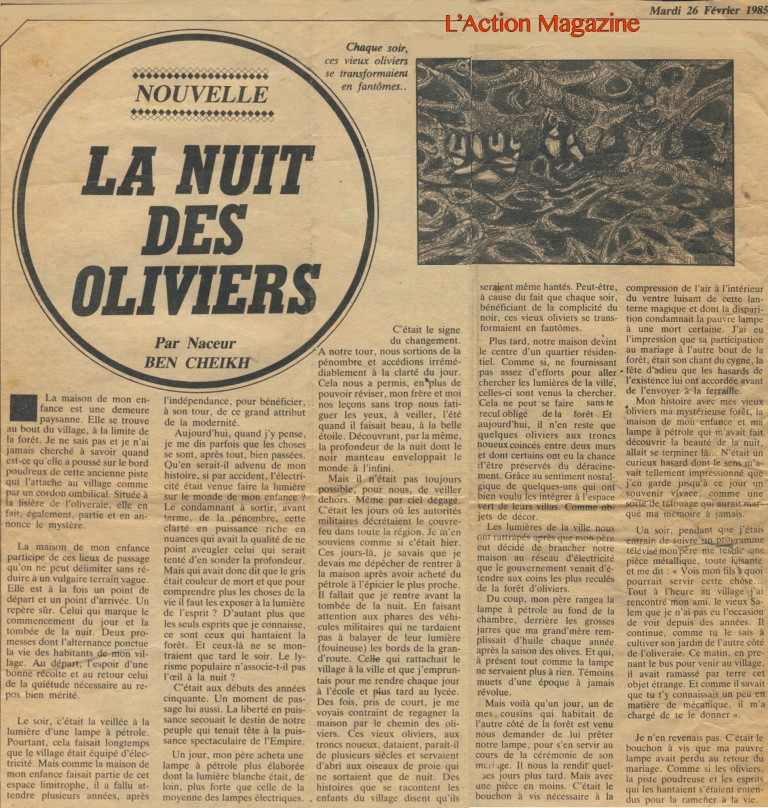 Mardi 26 Février 1985
L'Action Magazine
NOUVELLE
LA NUIT
DES
OLIVIERS
Par Naceur
BEN CHEIKH
Chaque soir,
ces vieux oliviers
se transformaient
en fantômes..
La maison de mon en-
fance est une demeure
paysanne. Elle se trouve
au bout du village, à la limite de
la forêt. Je ne sais pas et je n'ai
jamais cherché à savoir quand
est-ce qu'elle a poussé sur le bord
poudreux de cette ancienne piste
qui l'attache au village comme
par un cordon ombilical. Située à
la lisière de l'oliveraie, elle en
fait, également, partie et en an-
nonce le mystère.
La maison de mon enfance
participe de ces lieux de passage
qu'on ne peut délimiter sans ré-
duire à un vulgaire terrain vague.
Elle est à la fois un point de
départ et un point d'arrivée. Un
repère sûr. Celui qui marque le
commencement du jour et la
tombée de la nuit. Deux pro-
messes dont l'alternance ponctue
la vie des habitants de mon vil-
lage. Au départ, l'espoir d'une
bonne récolte et au retour celui
de la quiétude nécessaire au re-
pos bien mérité.
Le soir, c'était la veillée à la
lumière d'une lampe à pétrole.
Pourtant, cela faisait longtemps
que le village était équipé d'élec-
tricité. Mais comme la maison de
mon enfance faisait partie de cet
espace limitrophe, il a fallu at-
tendre plusieurs années, après
l'indépendance, pour bénéficier,
à son tour, de ce grand attribut
de la modernité.
Aujourd'hui, quand j'y pense,
je me dis parfois que les choses
se sont, après tout, bien passées.
Qu'en serait-il advenu de mon
histoire, si par accident, l'électri-
cité était venue faire la lumière
sur le monde de mon enfance ?
Le condamnant à sortir, avant
terme, de la pénombre, cette
clarté en puissance riche en
nuances qui avait la qualité de ne
point aveugler celui qui serait
tenté d'en sonder la profondeur.
Mais qui avait donc dit que le gris
était couleur de mort et que pour
comprendre plus les choses de la
vie il faut les exposer à la lumière
de l'esprit ? D'autant plus que
les seuls esprits que je connaisse,
ce sont ceux qui hantaient la
forêt. Et ceux-là ne se mon-
traient que tard le soir. Le ly-
risme populaire n'associe-t-il pas
l'œil à la nuit ?
C'était aux débuts des années
cinquante. Un moment de pas-
sage lui aussi. La liberté en puis-
sance secouait le destin de notre
peuple qui tenait tête à la puis-
sance spectaculaire de l'Empire.
Un jour, mon père acheta une
lampe à pétrole plus élaborée
dont la lumière blanche était, de
loin, plus forte que celle de la
moyenne des lampes électriques.
C'était le signe
du changement.
A notre tour, nous sortions de la
pénombre et accédions irrémé-
diablement à la clarté du jour.
Cela nous a permis, en plus de
pouvoir réviser, mon frère et moi
nos leçons sans trop nous fati-
guer les yeux, à veiller, l'été
quand il faisait beau, à la belle
étoile. Découvrant, par la même,
la profondeur de la nuit dont le
noir manteau enveloppait le
monde à l'infini.
Mais il n'était pas toujours
possible, pour nous, de veiller
dehors. Même par ciel dégagé.
C'était les jours où les autorités
militaires décrétaient le couvre-
feu dans toute la région. Je m'en
souviens comme si c'était hier.
Ces jours-là, je savais que je
devais me dépêcher de rentrer à
la maison après avoir acheté du
pétrole à l'épicier le plus proche.
Il fallait que je rentre avant la
tombée de la nuit. En faisant
attention aux phares des véhi-
cules militaires qui ne tardaient
pas à balayer de leur lumière
(fouineuse) les bords de la gran-
d'route. Celle qui rattachait le
village à la ville et que j'emprun-
tais pour me rendre chaque jour
à l'école et plus tard au lycée.
Des fois, pris de court, je me
voyais contraint de regagner la
maison par le chemin des oli-
viers. Ces vieux oliviers, aux
troncs noueux, dataient, paraît-il
de plusieurs siècles et servaient
d'abri aux oiseaux de proie qui
ne sortaient que de nuit. Des
histoires que se racontent les
enfants du village disent qu'ils
seraient même hantés. Peut-être,
à cause du fait que chaque soir,
bénéficiant de la complicité du
noir, ces vieux oliviers se trans-
formaient en fantômes.
Plus tard, notre maison devint
le centre d'un quartier résiden-
tiel. Comme si, ne fournissant
pas assez d'efforts pour aller
chercher les lumières de la ville,
celles-ci sont venus la chercher.
Cela ne peut se faire sans le
recul obligé de la forêt. Et
aujourd'hui, il n'en reste que
quelques oliviers aux troncs
noueux coincés entre deux murs
et dont certains ont eu la chance
d'être préservés du déracine-
ment. Grâce au sentiment nostal-
gique de quelques-uns qui ont
bien voulu les intégrer à l'espace
vert de leurs villas. Comme ob-
jets de décor.
Les lumières de la ville nous
ont rattrapés après que mon père
eut décidé de brancher notre
maison au réseau d'électricité
que le gouvernement venait d'é-
tendre aux coins les plus reculés
de la forêt d'oliviers.
Du coup, mon père rangea la
lampe à pétrole au fond de la
chambre, derrière les grosses
jarres que ma grand'mère rem-
plissait d'huile chaque année
après la saison des olives. Et qui,
à présent tout comme la lampe
ne servaient plus à rien. Témoins
muets d'une époque à jamais
révolue.
Mais voilà qu'un jour, un de
mes cousins qui habitait de
l'autre côté de la forêt est venu
nous demander de lui prêter
notre lampe, pour s'en servir au
cours de la cérémonie de son
mariage. Il nous la rendit quel-
ques jours plus tard. Mais avec
une pièce en moins. C'était le
bouchon à vis nécessaire à la
compression de l'air à l'intérieur
du ventre luisant de cette lan-
terne magique et dont la dispari-
tion condamnait la pauvre lampe
à une mort certaine. J'ai eu
l'impression que sa participation
au mariage à l'autre bout de la
forêt, était son chant du cygne, la
fête d'adieu que les hasards de
l'existence lui ont accordée avant
de l'envoyer à la ferraille.
Mon histoire avec mes vieux
oliviers ma mystérieuse forêt, la
maison de mon enfance et ma
lampe à pétrole qui m'avait fait
découvrir la beauté de la nuit,
allait se terminer là.. N'était un
curieux hasard dont le sens m'a-
vait tellement impressionné que
j'en garde jusqu'à ce jour un
souvenir vivace, comme une
sorte de tatouage qui aurait mar-
qué ma mémoire à jamais.
Un soir, pendant que j'étais
entrain de suivre un programme
télévisé mon père me tendit une
pièce métallique, toute luisante
et me dit : « Vois mon fils à quoi
pourrait servir cette chose...
Tout à l'heure au village j'ai
rencontré mon ami, le vieux Sa-
lem que je n'ai pas eu l'occasion
de voir depuis des années. Il
continue, comme tu le sais à
cultiver son jardin de l'autre côté
de l'oliveraie. Ce matin, en pre-
nant le bus pour venir au village,
il avait ramassé par terre cet
objet étrange. Et comme il savait
que tu t'y connaissais un peu en
matière de mécanique, il m'a
chargé de te le donner ».
Je n'en revenais pas. C'était le
bouchon à vis que ma pauvre
lampe avait perdu au retour du
mariage. Comme si les oliviers,
la piste poudreuse et les esprits
qui les hantaient s'étaient enten-
dus pour la ramener à la vie.